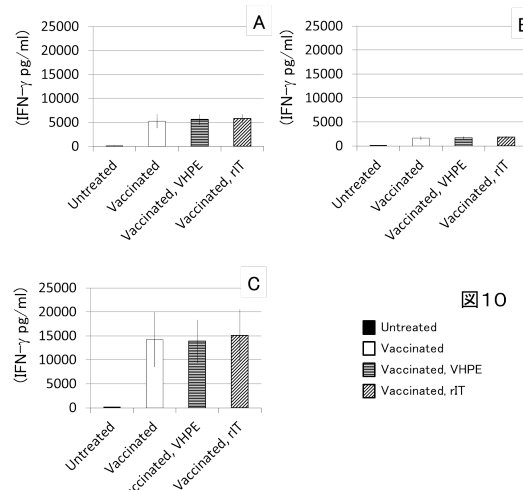 A
(IFN-γ pg/ml)
25000
20000
15000
10000
5000
0
Untreated
Vaccinated
Vaccinated, VHPE
Vaccinated, rIT
B
(IFN-γ pg/ml)
25000
20000
15000
10000
5000
0
Untreated
Vaccinated
Vaccinated, VHPE
Vaccinated, rIT
C
(IFN-γ pg/ml)
25000
20000
15000
10000
5000
0
Untreated
Vaccinated
Vaccinated, VHPE
Vaccinated, rIT
図10
Untreated
Vaccinated
Vaccinated, VHPE
Vaccinated, rIT